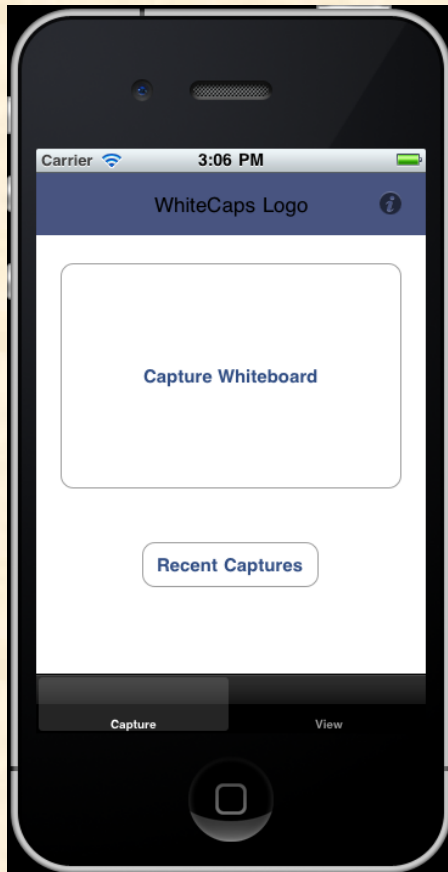 Carrier 3:06 PM
WhiteCaps Logo
Capture Whiteboard
Recent Captures
Capture View